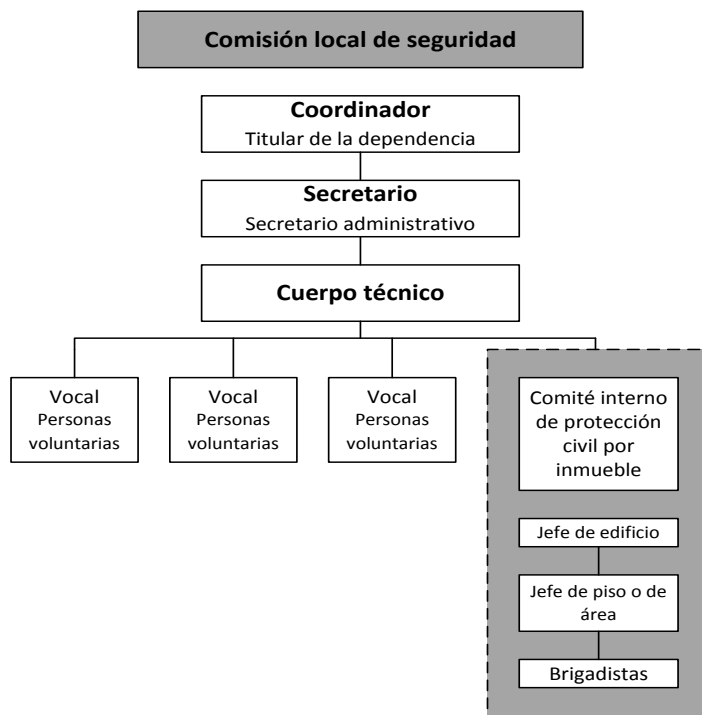 Comisión local de seguridad
Coordinador
Titular de la dependencia
Secretario
Secretario administrativo
Cuerpo técnico
Vocal
Personas
voluntarias
Vocal
Personas
voluntarias
Vocal
Personas
voluntarias
Comité interno
de protección
civil por
inmueble
Jefe de edificio
Jefe de piso o de
área
Brigadistas